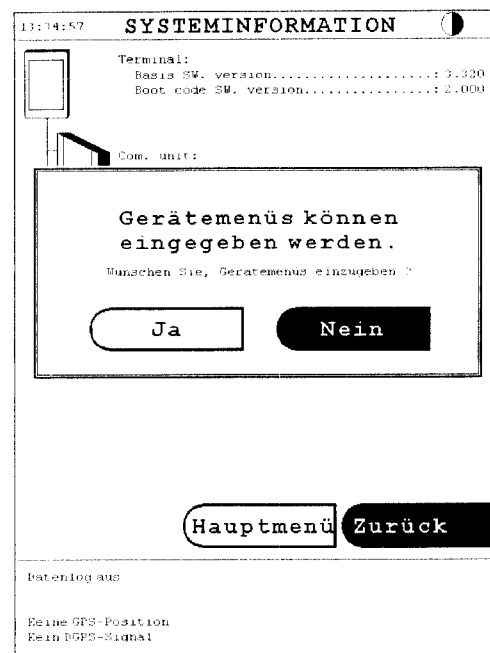 13:34:57 SYSTEMINFORMATION
Terminal:
Basis SW. version..................: 3.320
Boot code SW. version..............: 2.000
Com. unit:
Gerätemenüs können
eingegeben werden.
Wunschen Sie, Geratemenus einzugeben ?
Ja Nein
Hauptmenü Zurück
Datenlog aus
Keine GPS-Position
Kein DGPS-Signal